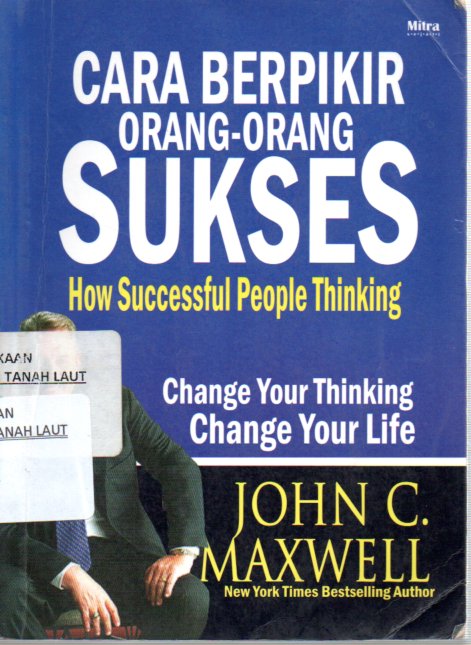 Mitra
CARA BERPIKIR
ORANG-ORANG
SUKSES
How Successful People Thinking
KAAN
TANAH LAUT
Change Your Thinking
AN
ANAH LAUT
Change Your Life
JOHN C.
MAXWELL
New York Times Bestselling Author